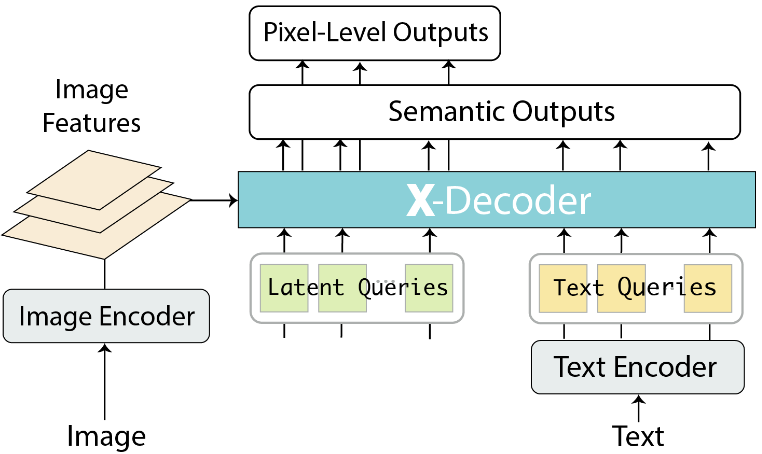 Pixel-Level Outputs
Semantic Outputs
Image
Features
X-Decoder
Latent Queries
Text Queries
Image Encoder
Text Encoder
Image
Text